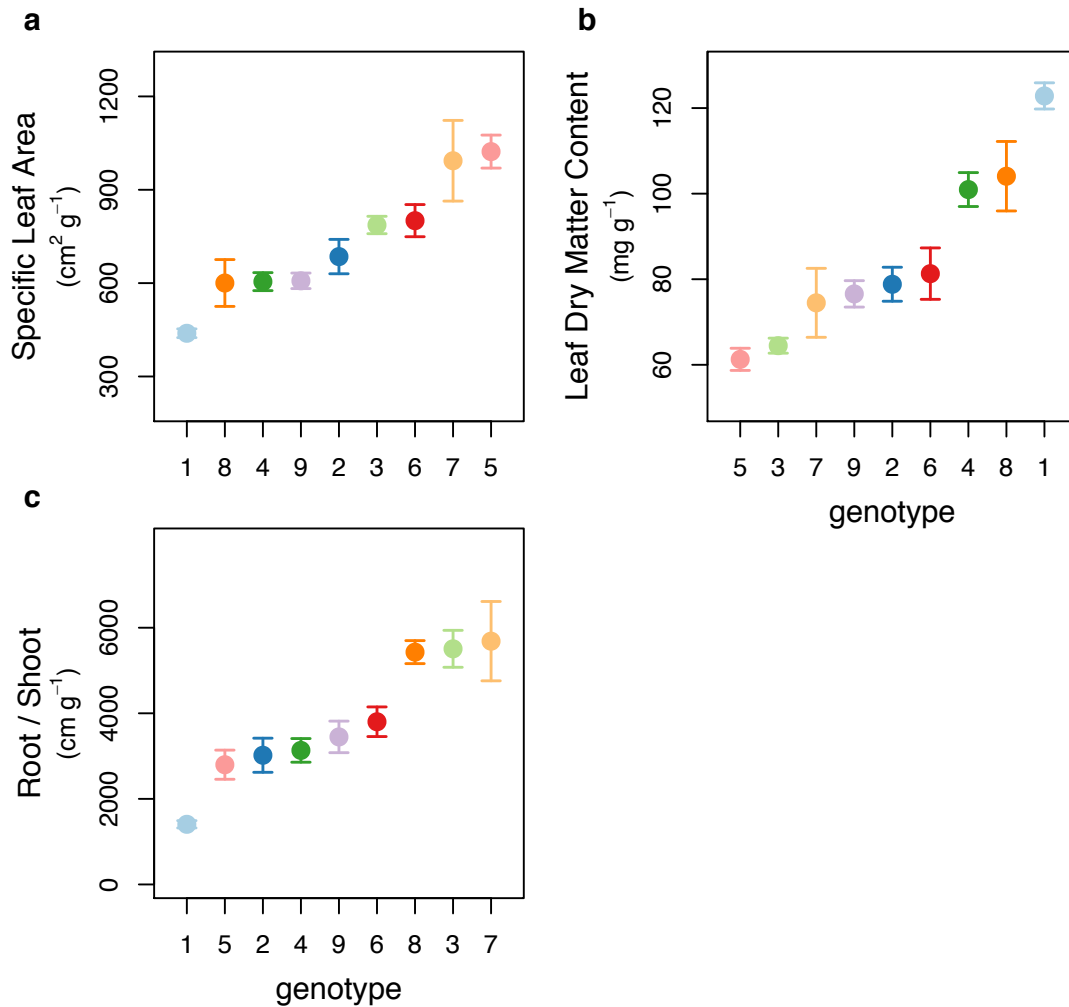 a
Specific Leaf Area
(cm² g⁻¹)
300 600 900 1200
1 8 4 9 2 3 6 7 5
b
Leaf Dry Matter Content
(mg g⁻¹)
60 80 100 120
5 3 7 9 2 6 4 8 1
genotype
c
Root / Shoot
(cm g⁻¹)
0 2000 4000 6000
1 5 2 4 9 6 8 3 7
genotype